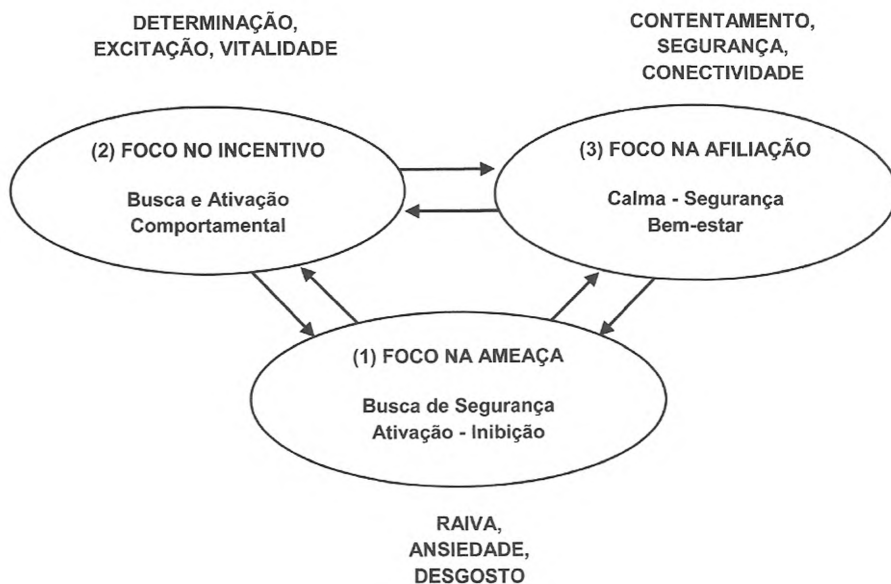 DETERMINAÇÃO,
EXCITAÇÃO, VITALIDADE
CONTENTAMENTO,
SEGURANÇA,
CONECTIVIDADE
(2) FOCO NO INCENTIVO
Busca e Ativação
Comportamental
(3) FOCO NA AFILIAÇÃO
Calma - Segurança
Bem-estar
(1) FOCO NA AMEAÇA
Busca de Segurança
Ativação - Inibição
RAIVA,
ANSIEDADE,
DESGOSTO